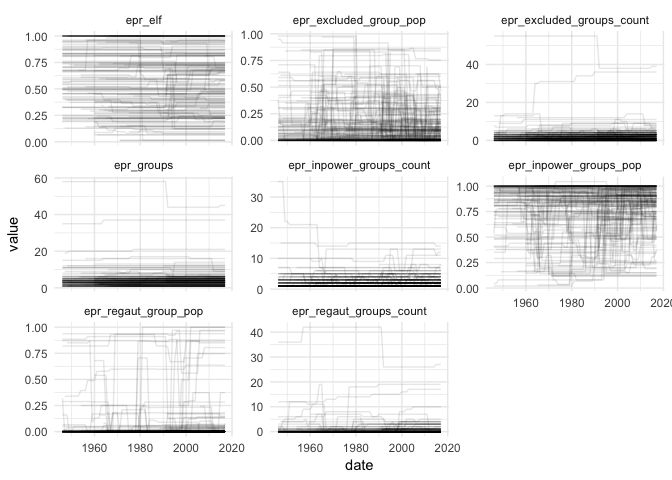 epr_elf epr_excluded_group_pop epr_excluded_groups_count
1.00 1.00
0.75 0.75 40
0.50 0.50
0.25 0.25 20
0.00 0.00 0
epr_groups epr_inpower_groups_count epr_inpower_groups_pop
60 1.00
30 0.75
40 20 0.50
20 10 0.25
0 0 0.00
value
1960 1980 2000 2020
epr_regaut_group_pop epr_regaut_groups_count
1.00 40
0.75 30
0.50 20
0.25 10
0.00 0
1960 1980 2000 2020 1960 1980 2000 2020
date